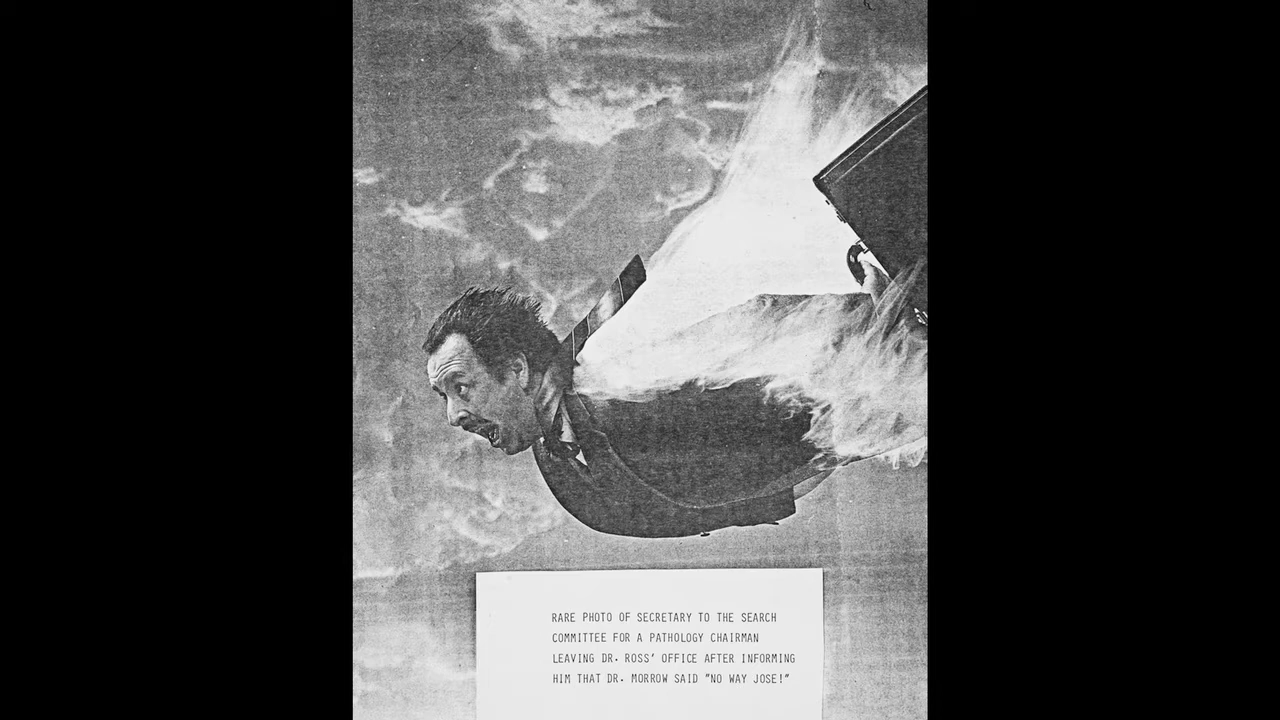 RARE PHOTO OF SECRETARY TO THE SEARCH
COMMITTEE FOR A PATHOLOGY CHAIRMAN
LEAVING DR. ROSS' OFFICE AFTER INFORMING
HIM THAT DR. MORROW SAID "NO WAY JOSE!"